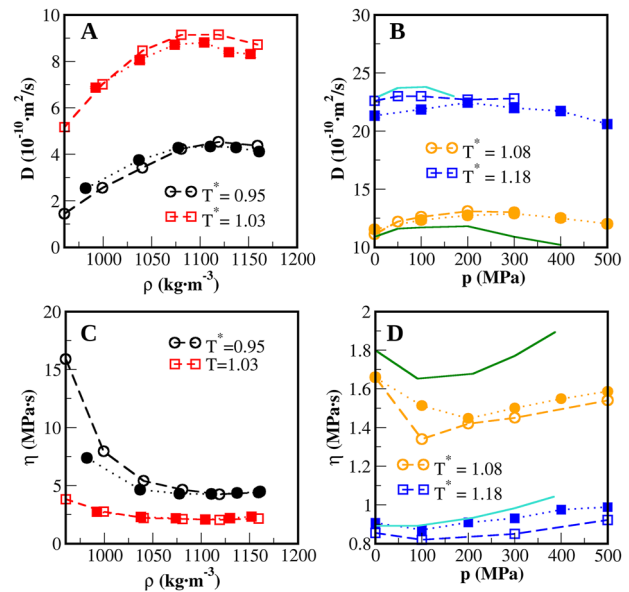 A
10
8
6
4
2
0
D (10⁻¹⁰·m²/s)
T* = 0.95
T* = 1.03
1000 1050 1100 1150 1200
ρ (kg·m⁻³)
B
30
25
20
15
10
D (10⁻¹⁰·m²/s)
T* = 1.08
T* = 1.18
0 100 200 300 400 500
p (MPa)
C
20
15
10
5
0
η (MPa·s)
T*=0.95
T=1.03
1000 1050 1100 1150 1200
ρ (kg·m⁻³)
D
2
1.8
1.6
1.4
1.2
1
0.8
η (MPa·s)
T* = 1.08
T* = 1.18
0 100 200 300 400 500
p (MPa)